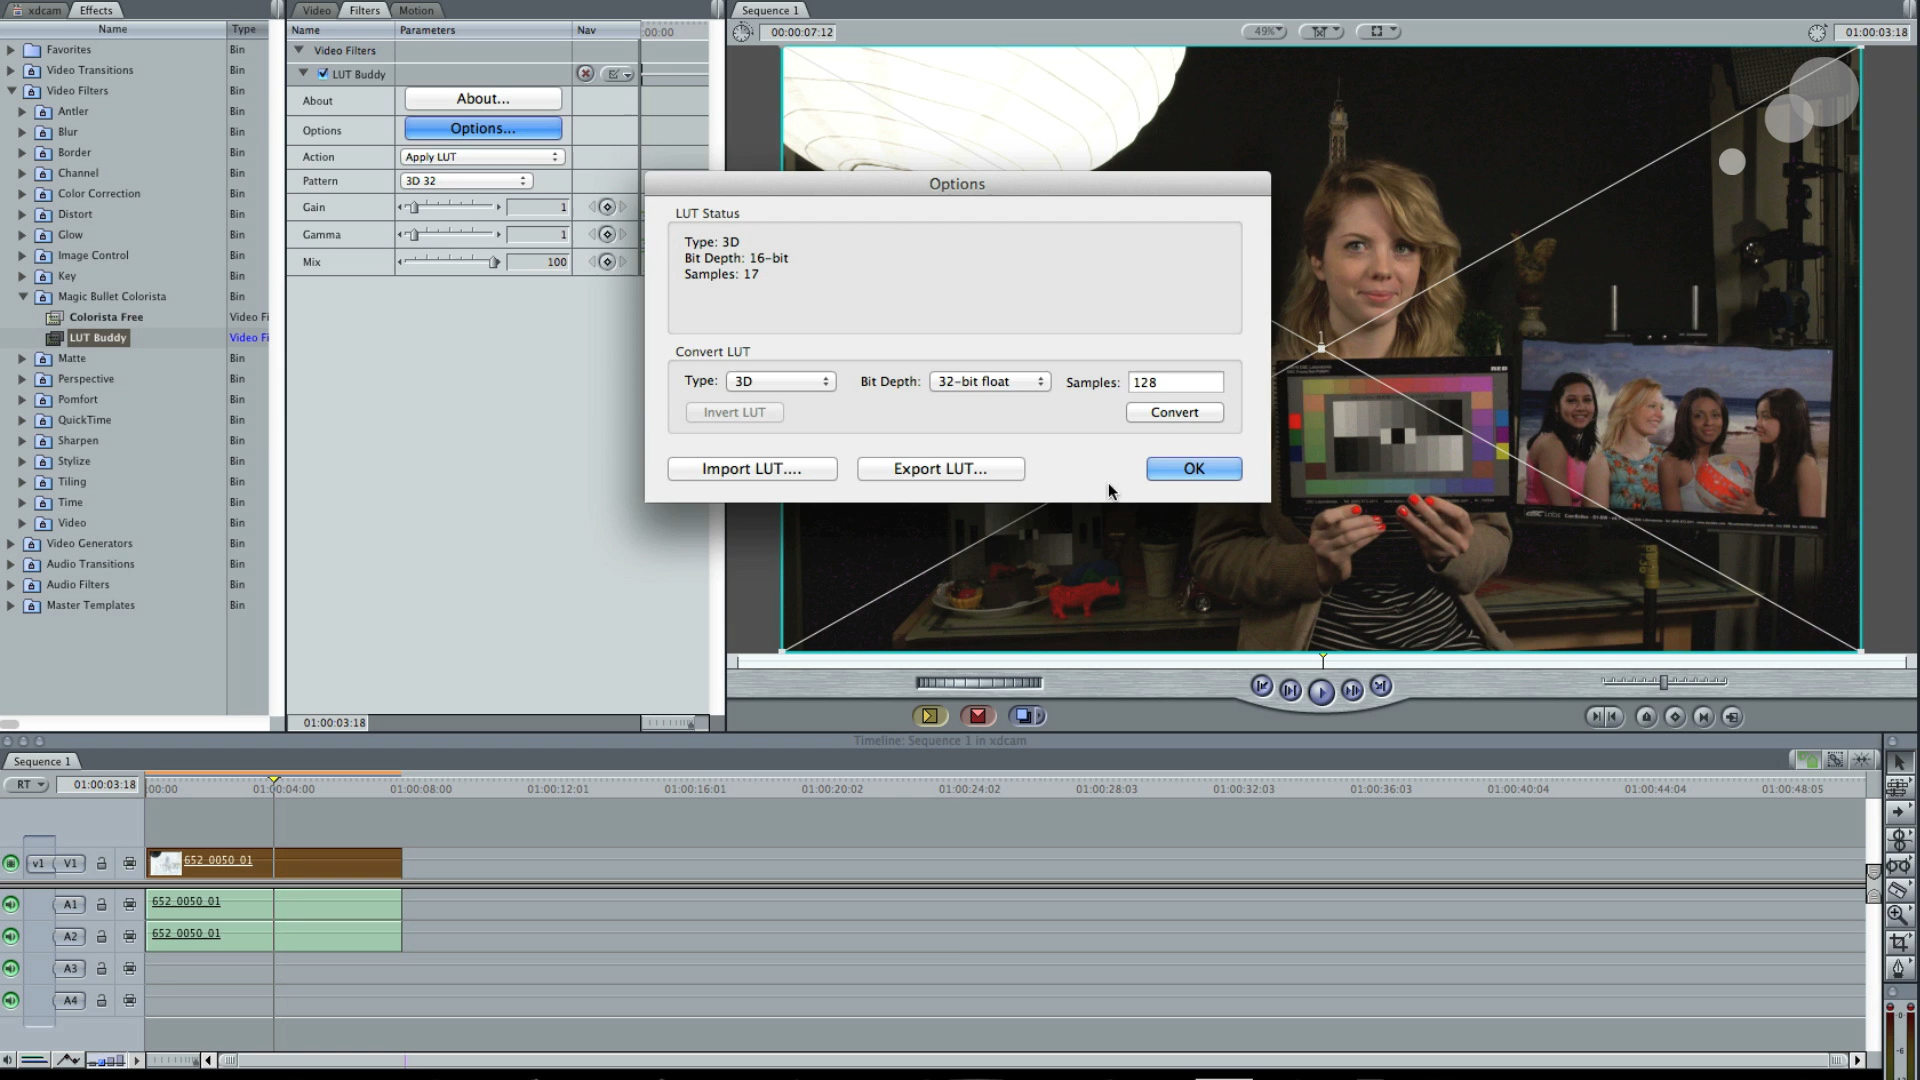 xdcam Effects
Name Type
Favorites Bin
Video Transitions Bin
Video Filters Bin
Antler Bin
Blur Bin
Border Bin
Channel Bin
Color Correction Bin
Distort Bin
Glow Bin
Image Control Bin
Key Bin
Magic Bullet Colorista Bin
Colorista Free Video Fi
LUT Buddy Video Fi
Matte Bin
Perspective Bin
Pomfort Bin
QuickTime Bin
Sharpen Bin
Stylize Bin
Tiling Bin
Time Bin
Video Bin
Video Generators Bin
Audio Transitions Bin
Audio Filters Bin
Master Templates Bin
Video Filters Motion
Name Parameters Nav :00:00
Video Filters
LUT Buddy
About About...
Options Options...
Action Apply LUT
Pattern 3D 32
Gain 1
Gamma 1
Mix 100
01:00:03:18
Options
LUT Status
Type: 3D
Bit Depth: 16-bit
Samples: 17
Convert LUT
Type: 3D Bit Depth: 32-bit float Samples: 128
Invert LUT Convert
Import LUT.... Export LUT... OK
Sequence 1
00:00:07:12 49% 01:00:03:18
1
Timeline: Sequence 1 in xdcam
Sequence 1
RT 01:00:03:18 :00:00 01:00:04:00 01:00:08:00 01:00:12:01 01:00:16:01 01:00:20:02 01:00:24:02 01:00:28:03 01:00:32:03 01:00:36:03 01:00:40:04 01:00:44:04 01:00:48:05
v1 V1 652_0050_01
A1 652_0050_01
A2 652_0050_01
A3
A4
-0-
-6